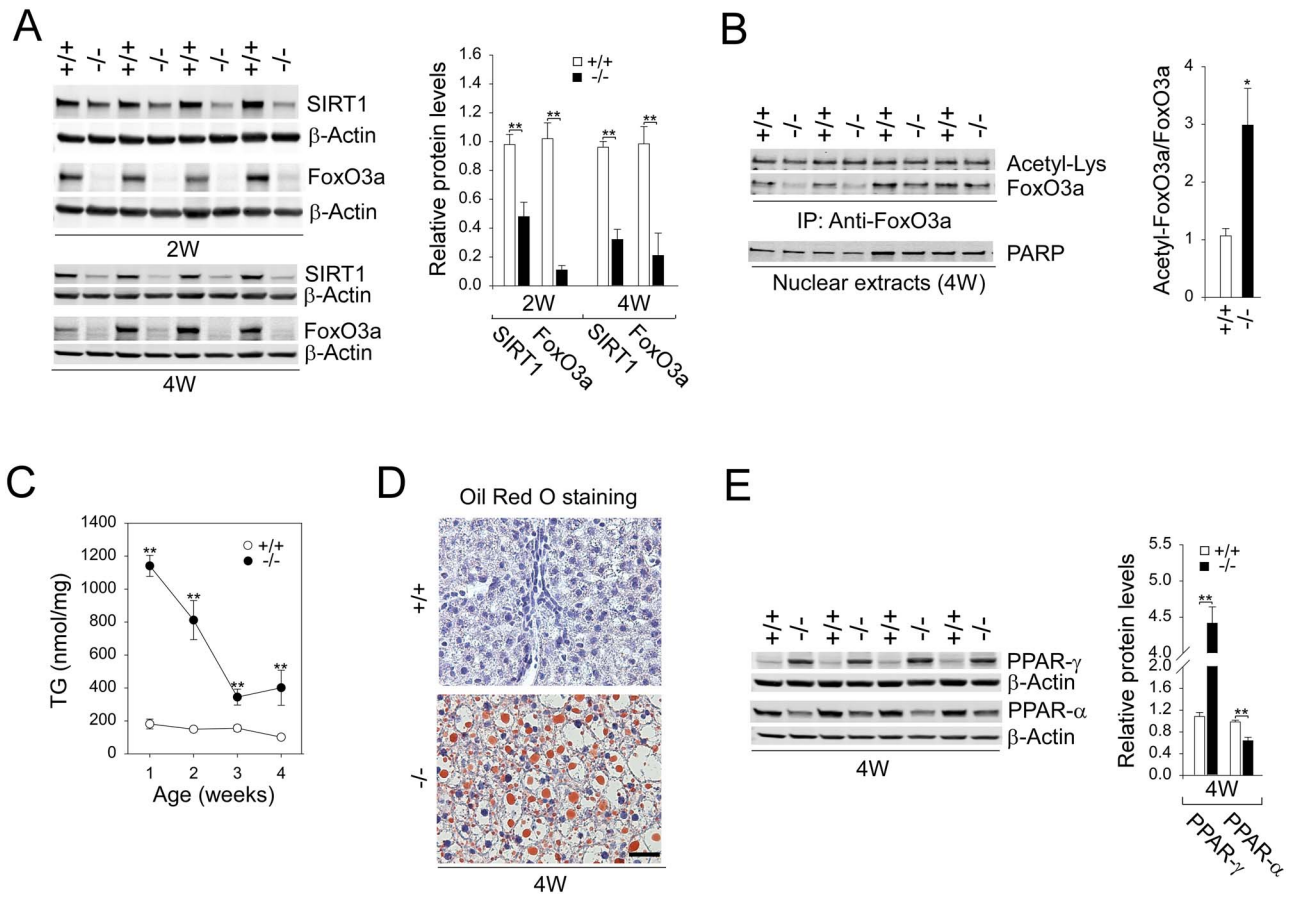 A
+/+ -/- +/+ -/- +/+ -/- +/+ -/-
SIRT1
β-Actin
FoxO3a
β-Actin
2W
SIRT1
β-Actin
FoxO3a
β-Actin
4W
Relative protein levels
1.6
1.4
1.2
1.0
0.8
0.6
0.4
0.2
0
+/+
-/-
** ** ** **
2W 4W
SIRT1 FoxO3a SIRT1 FoxO3a
B
+/+ -/- +/+ -/- +/+ -/- +/+ -/-
Acetyl-Lys
FoxO3a
IP: Anti-FoxO3a
PARP
Nuclear extracts (4W)
Acetyl-FoxO3a/FoxO3a
4
3
2
1
0
*
+/+ -/-
C
TG (nmol/mg)
1400
1200
1000
800
600
400
200
0
+/+
-/-
** ** ** **
1 2 3 4
Age (weeks)
D
Oil Red O staining
+/+
-/-
4W
E
+/+ -/- +/+ -/- +/+ -/- +/+ -/-
PPAR-γ
β-Actin
PPAR-α
β-Actin
4W
Relative protein levels
5.5
5.0
4.5
4.0
2.0
1.6
1.2
0.8
0.4
0.0
+/+
-/-
** **
4W
PPAR-γ PPAR-α